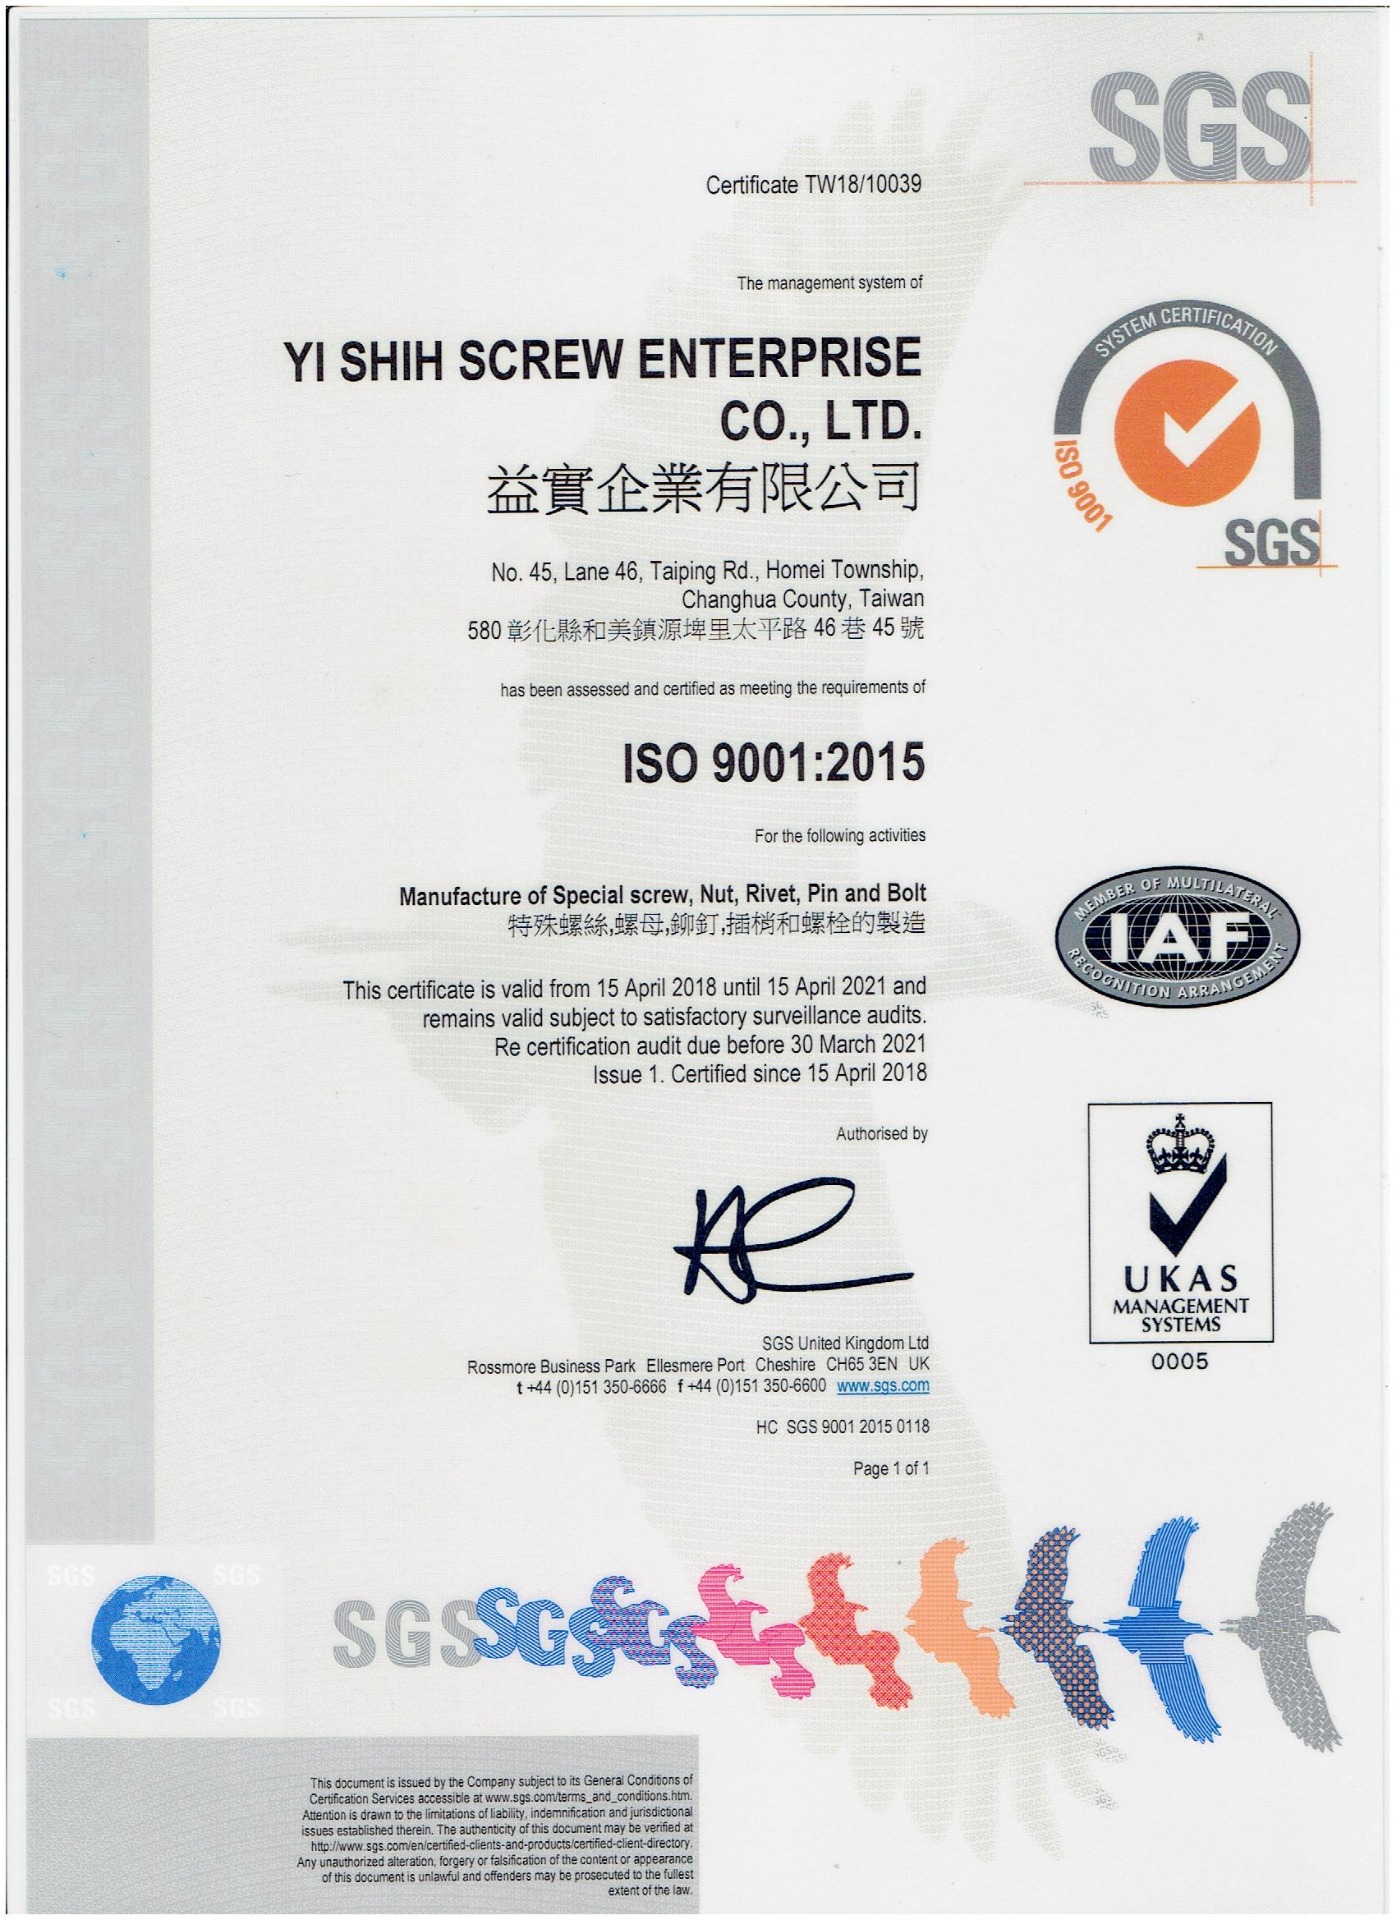 SGS
Certificate TW18/10039
The management system of
YI SHIH SCREW ENTERPRISE
CO., LTD.
益實企業有限公司
SYSTEM CERTIFICATION
ISO 9001
SGS
No. 45, Lane 46, Taiping Rd., Homei Township,
Changhua County, Taiwan
580 彰化縣和美鎮源埤里太平路 46 巷 45 號
has been assessed and certified as meeting the requirements of
ISO 9001:2015
For the following activities
Manufacture of Special screw, Nut, Rivet, Pin and Bolt
特殊螺絲,螺母,鉚釘,插梢和螺栓的製造
MEMBER OF MULTILATERAL
IAF
RECOGNITION ARRANGEMENT
This certificate is valid from 15 April 2018 until 15 April 2021 and
remains valid subject to satisfactory surveillance audits.
Re certification audit due before 30 March 2021
Issue 1. Certified since 15 April 2018
Authorised by
UKAS
MANAGEMENT
SYSTEMS
0005
SGS United Kingdom Ltd
Rossmore Business Park Ellesmere Port Cheshire CH65 3EN UK
t +44 (0)151 350-6666 f +44 (0)151 350-6600 www.sgs.com
HC SGS 9001 2015 0118
Page 1 of 1
SGS SGS
SGS SGS SGS
SGS SGS
This document is issued by the Company subject to its General Conditions of
Certification Services accessible at www.sgs.com/terms_and_conditions.htm.
Attention is drawn to the limitations of liability, indemnification and jurisdictional
issues established therein. The authenticity of this document may be verified at
http://www.sgs.com/en/certified-clients-and-products/certified-client-directory.
Any unauthorized alteration, forgery or falsification of the content or appearance
of this document is unlawful and offenders may be prosecuted to the fullest
extent of the law.